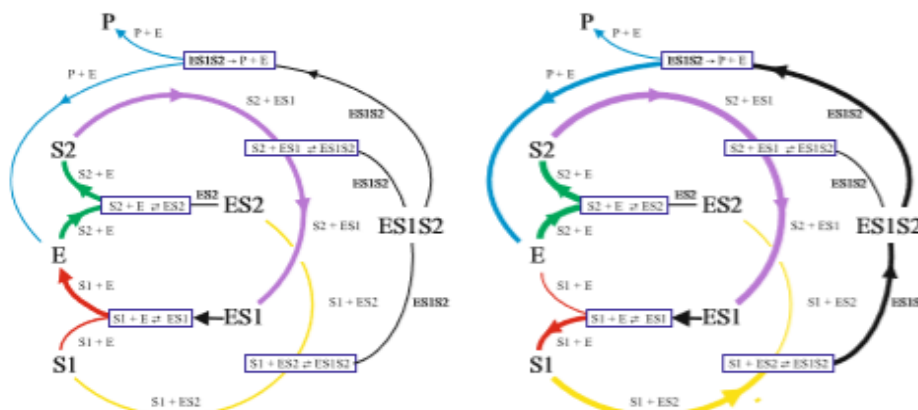 P
P + E
ES1S2 → P + E
P + E
S2 + ES1
ES1S2
S2
S2 + ES1 ⇌ ES1S2
S2 + E
ES2
ES1S2
S2 + E ⇌ ES2
ES2
S2 + E
S2 + ES1
ES1S2
E
S1 + E
S1 + ES2
ES1S2
S1 + E ⇌ ES1
ES1
S1 + E
S1
S1 + ES2 ⇌ ES1S2
S1 + ES2
P
P + E
ES1S2 → P + E
P + E
S2 + ES1
ES1S2
S2
S2 + ES1 ⇌ ES1S2
S2 + E
ES2
ES1S2
S2 + E ⇌ ES2
ES2
S2 + E
S2 + ES1
ES1S2
E
S1 + E
S1 + ES2
ES1S2
S1 + E ⇌ ES1
ES1
S1 + E
S1
S1 + ES2 ⇌ ES1S2
S1 + ES2